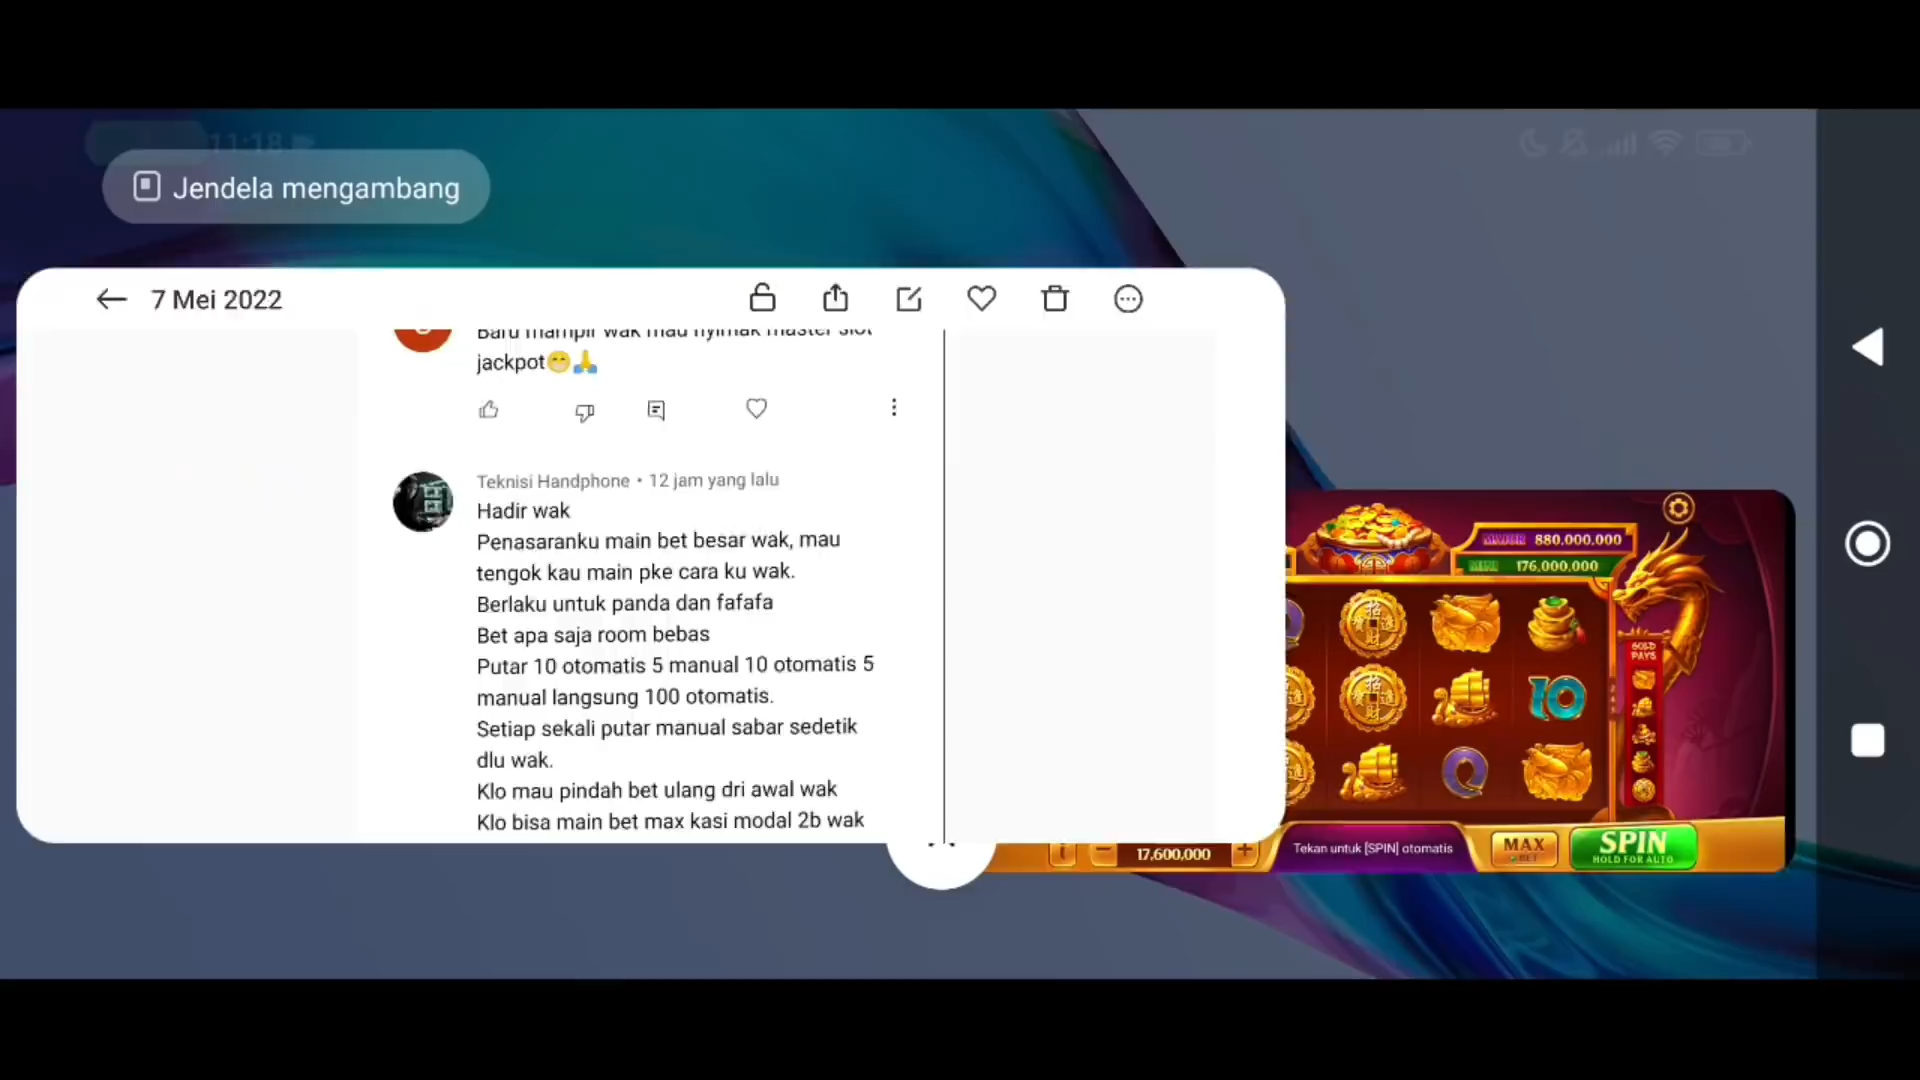 11:18
Jendela mengambang
7 Mei 2022
Baru mampir wak mau nyimak master slot
jackpot😁🙏
Teknisi Handphone • 12 jam yang lalu
Hadir wak
Penasaranku main bet besar wak, mau
tengok kau main pke cara ku wak.
Berlaku untuk panda dan fafafa
Bet apa saja room bebas
Putar 10 otomatis 5 manual 10 otomatis 5
manual langsung 100 otomatis.
Setiap sekali putar manual sabar sedetik
dlu wak.
Klo mau pindah bet ulang dri awal wak
Klo bisa main bet max kasi modal 2b wak
MAJOR 880,000,000
MINI 176,000,000
GOLD
PAYS
10
Q
17,600,000
Tekan untuk [SPIN] otomatis
MAX
BET
SPIN
HOLD FOR AUTO